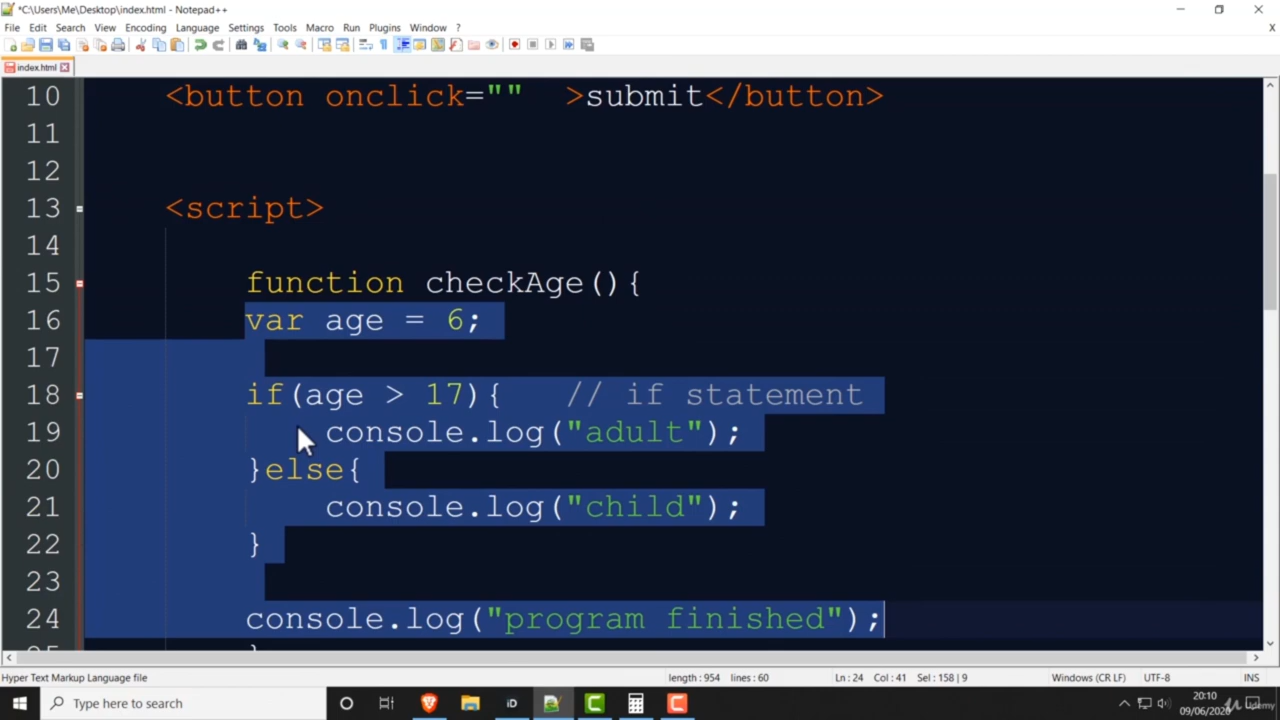 *C:\Users\Me\Desktop\index.html - Notepad++
File Edit Search View Encoding Language Settings Tools Macro Run Plugins Window ? X
index.html
10 <button onclick="" >submit</button>
11
12
13 <script>
14
15 function checkAge(){
16 var age = 6;
17
18 if(age > 17){ // if statement
19 console.log("adult");
20 }else{
21 console.log("child");
22 }
23
24 console.log("program finished");
25 }
Hyper Text Markup Language file length : 954 lines : 60 Ln : 24 Col : 41 Sel : 158 | 9 Windows (CR LF) UTF-8 INS
Type here to search iD 20:10
09/06/2020
Udemy